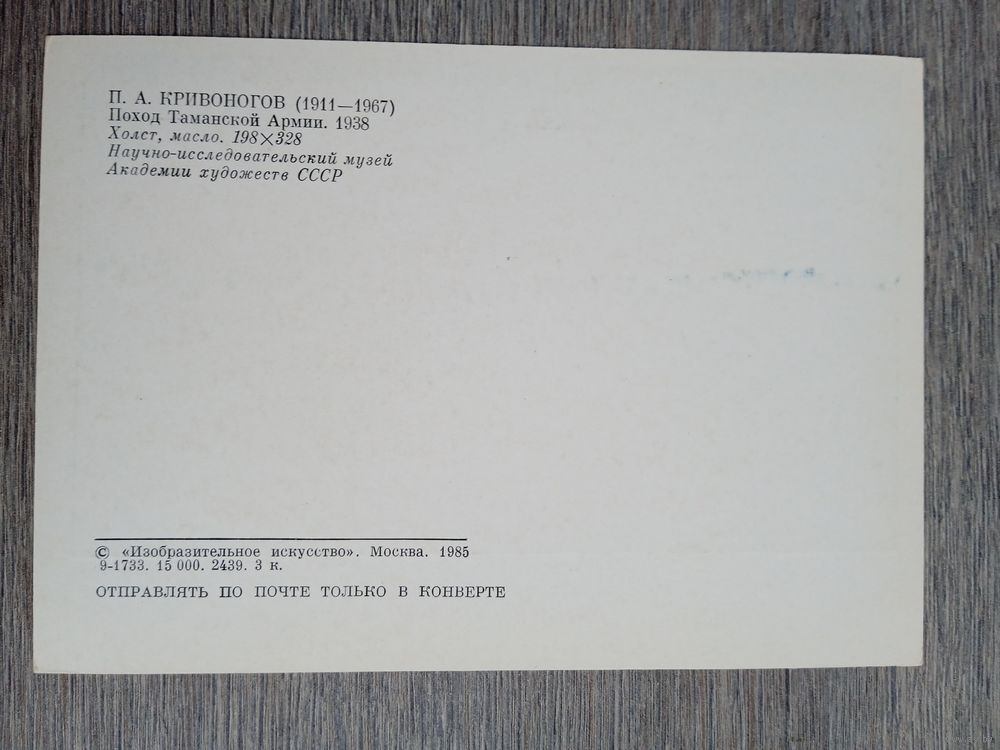 П. А. КРИВОНОГОВ (1911—1967)
Поход Таманской Армии. 1938
Холст, масло. 198×328
Научно-исследовательский музей
Академии художеств СССР
© «Изобразительное искусство». Москва. 1985
9-1733. 15 000. 2439. 3 к.
ОТПРАВЛЯТЬ ПО ПОЧТЕ ТОЛЬКО В КОНВЕРТЕ